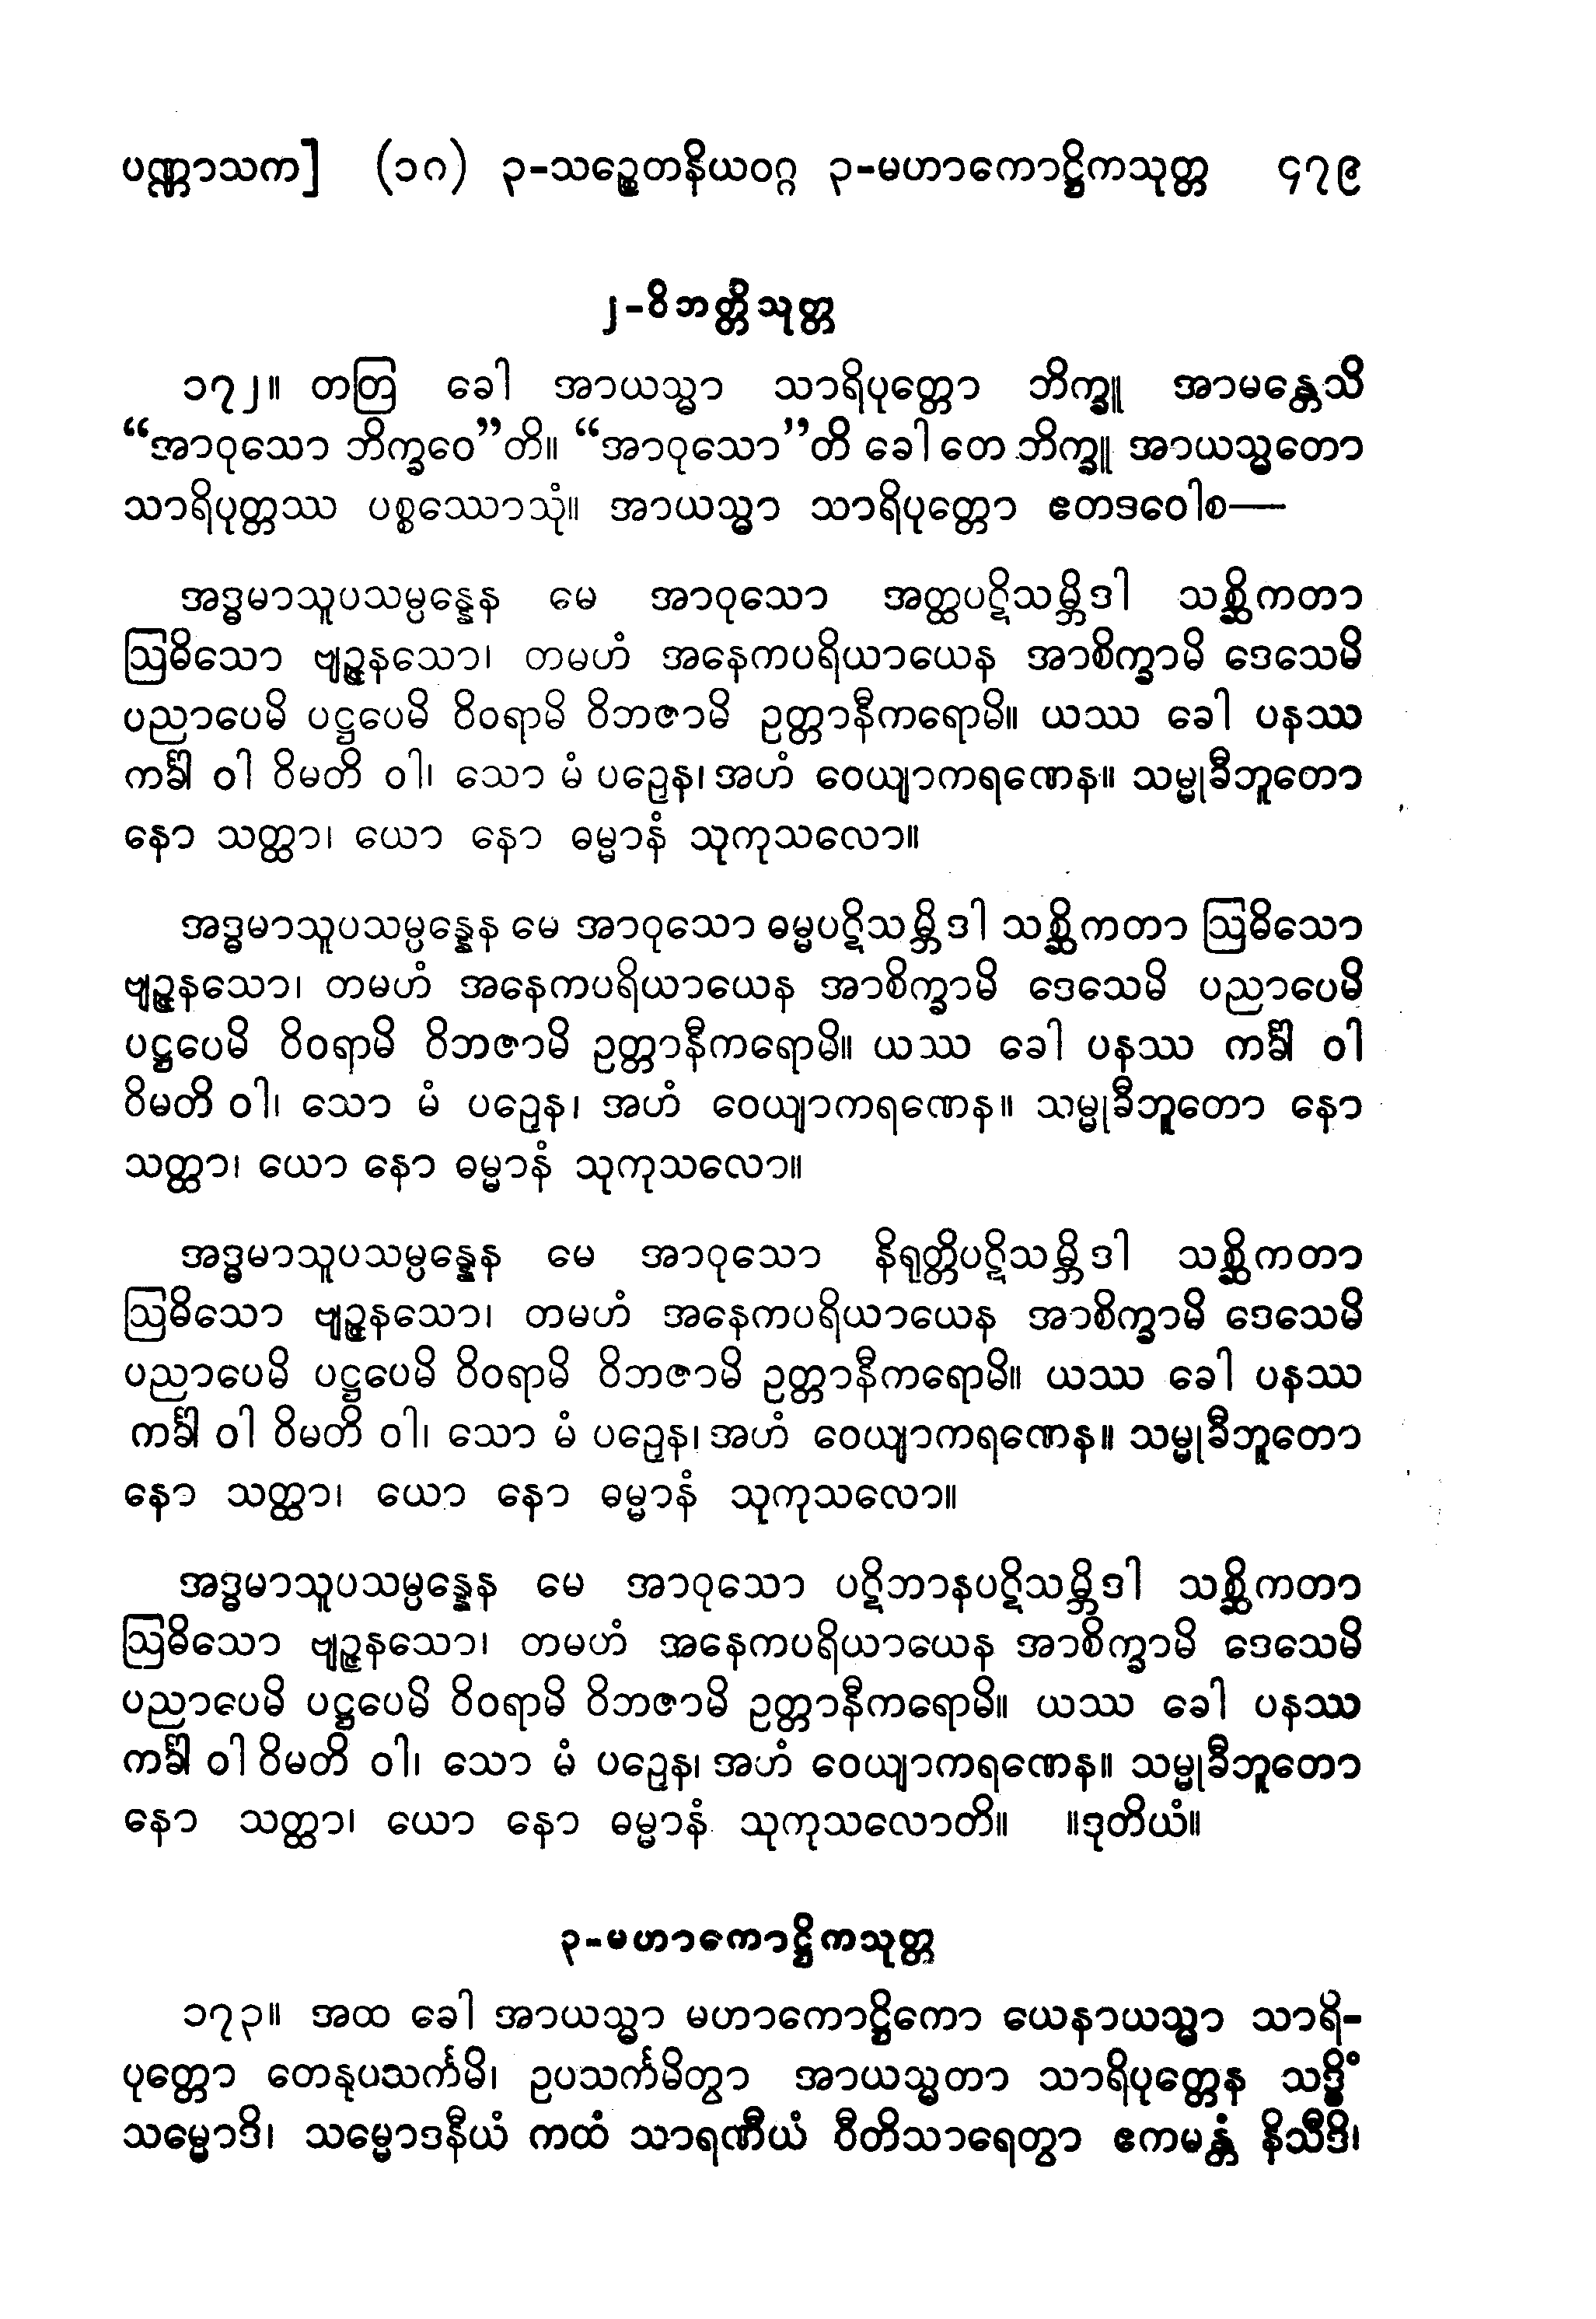 ပဏ္ဏာသက] (၁ဂ) ၃-သဉ္စေတနိယဝဂ္ဂ ၃-မဟာကောဋ္ဌိကသုတ္တ ၄၇၉
၂-ဝိဘတ္တိသုတ္တ
၁၇၂။ တတြ ခေါ အာယသ္မာ သာရိပုတ္တော ဘိက္ခူ အာမန္တေသိ
“အာဝုသော ဘိက္ခဝေ”တိ။ “အာဝုသော”တိ ခေါ တေ ဘိက္ခူ အာယသ္မတော
သာရိပုတ္တဿ ပစ္စဿောသုံ။ အာယသ္မာ သာရိပုတ္တော ဧတဒဝေါစ—
အဒ္ဓမာသူပသမ္ပန္နေန မေ အာဝုသော အတ္ထပဋိသမ္ဘိဒါ သစ္ဆိကတာ
ဩဓိသော ဗျဉ္ဇနသော၊ တမဟံ အနေကပရိယာယေန အာစိက္ခာမိ ဒေသေမိ
ပညာပေမိ ပဋ္ဌပေမိ ဝိဝရာမိ ဝိဘဇာမိ ဥတ္တာနီကရောမိ။ ယဿ ခေါ ပနဿ
ကင်္ခါ ဝါ ဝိမတိ ဝါ၊ သော မံ ပဉှေန၊ အဟံ ဝေယျာကရဏေန။ သမ္မုခီဘူတော
နော သတ္ထာ၊ ယော နော ဓမ္မာနံ သုကုသလော။
အဒ္ဓမာသူပသမ္ပန္နေန မေ အာဝုသော ဓမ္မပဋိသမ္ဘိဒါ သစ္ဆိကတာ ဩဓိသော
ဗျဉ္ဇနသော၊ တမဟံ အနေကပရိယာယေန အာစိက္ခာမိ ဒေသေမိ ပညာပေမိ
ပဋ္ဌပေမိ ဝိဝရာမိ ဝိဘဇာမိ ဥတ္တာနီကရောမိ။ ယဿ ခေါ ပနဿ ကင်္ခါ ဝါ
ဝိမတိ ဝါ၊ သော မံ ပဉှေန၊ အဟံ ဝေယျာကရဏေန။ သမ္မုခီဘူတော နော
သတ္ထာ၊ ယော နော ဓမ္မာနံ သုကုသလော။
အဒ္ဓမာသူပသမ္ပန္နေန မေ အာဝုသော နိရုတ္တိပဋိသမ္ဘိဒါ သစ္ဆိကတာ
ဩဓိသော ဗျဉ္ဇနသော၊ တမဟံ အနေကပရိယာယေန အာစိက္ခာမိ ဒေသေမိ
ပညာပေမိ ပဋ္ဌပေမိ ဝိဝရာမိ ဝိဘဇာမိ ဥတ္တာနီကရောမိ။ ယဿ ခေါ ပနဿ
ကင်္ခါ ဝါ ဝိမတိ ဝါ၊ သော မံ ပဉှေန၊ အဟံ ဝေယျာကရဏေန။ သမ္မုခီဘူတော
နော သတ္ထာ၊ ယော နော ဓမ္မာနံ သုကုသလော။
အဒ္ဓမာသူပသမ္ပန္နေန မေ အာဝုသော ပဋိဘာနပဋိသမ္ဘိဒါ သစ္ဆိကတာ
ဩဓိသော ဗျဉ္ဇနသော၊ တမဟံ အနေကပရိယာယေန အာစိက္ခာမိ ဒေသေမိ
ပညာပေမိ ပဋ္ဌပေမိ ဝိဝရာမိ ဝိဘဇာမိ ဥတ္တာနီကရောမိ။ ယဿ ခေါ ပနဿ
ကင်္ခါ ဝါ ဝိမတိ ဝါ၊ သော မံ ပဉှေန၊ အဟံ ဝေယျာကရဏေန။ သမ္မုခီဘူတော
နော သတ္ထာ၊ ယော နော ဓမ္မာနံ သုကုသလောတိ။ ။ဒုတိယံ။
၃-မဟာကောဋ္ဌိကသုတ္တ
၁၇၃။ အထ ခေါ အာယသ္မာ မဟာကောဋ္ဌိကော ယေနာယသ္မာ သာရိ-
ပုတ္တော တေနုပသင်္ကမိ၊ ဥပသင်္ကမိတွာ အာယသ္မတာ သာရိပုတ္တေန သဒ္ဓိံ
သမ္မောဒိ၊ သမ္မောဒနီယံ ကထံ သာရဏီယံ ဝီတိသာရေတွာ ဧကမန္တံ နိသီဒိ၊